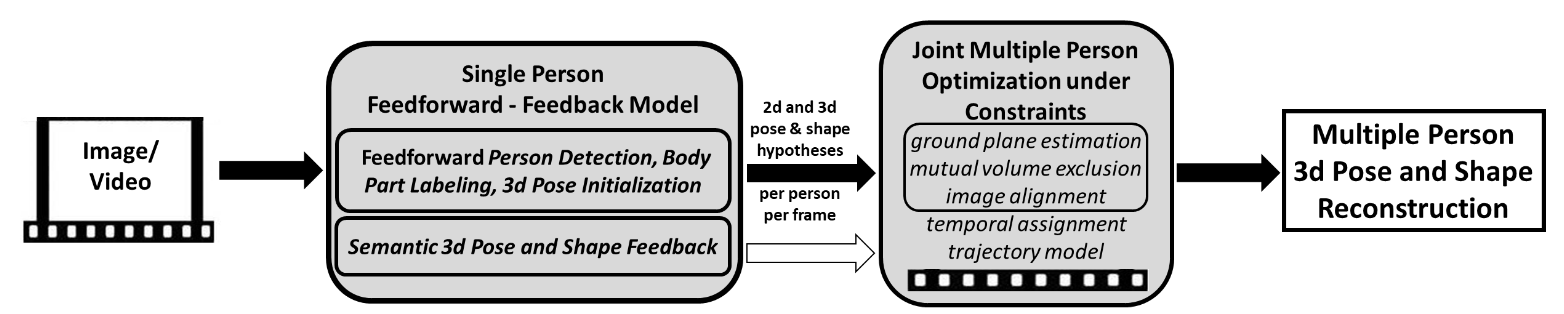 Image/
Video
Single Person
Feedforward - Feedback Model
Feedforward Person Detection, Body
Part Labeling, 3d Pose Initialization
Semantic 3d Pose and Shape Feedback
2d and 3d
pose & shape
hypotheses
per person
per frame
Joint Multiple Person
Optimization under
Constraints
ground plane estimation
mutual volume exclusion
image alignment
temporal assignment
trajectory model
Multiple Person
3d Pose and Shape
Reconstruction